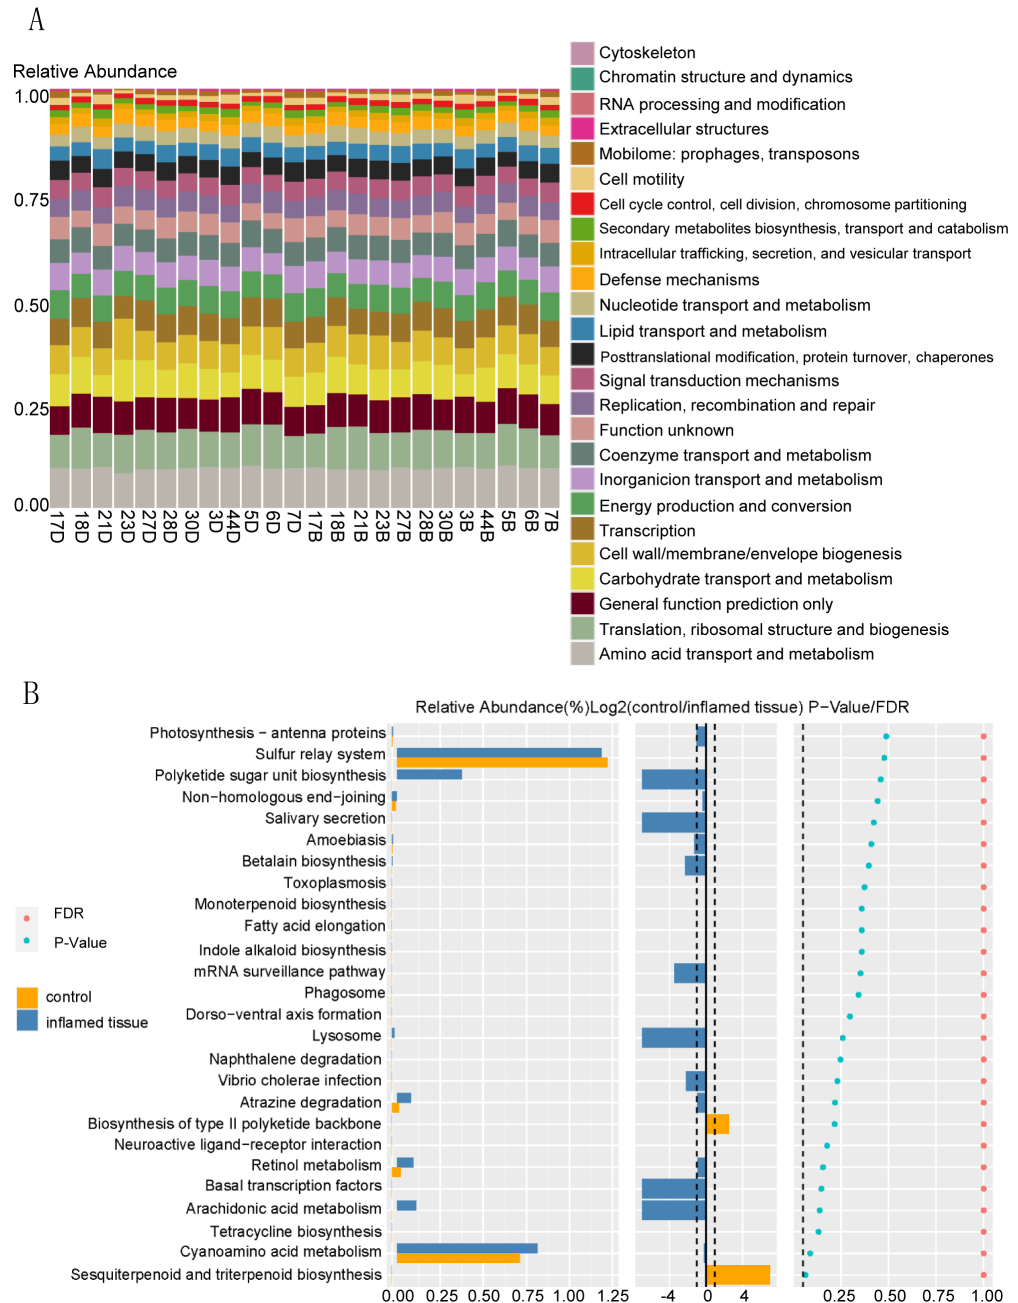 A
Relative Abundance
1.00
0.75
0.50
0.25
0.00
17D 18D 21D 23D 27D 28D 30D 3D 44D 5D 6D 7D 17B 18B 21B 23B 27B 28B 30B 3B 44B 5B 6B 7B
Cytoskeleton
Chromatin structure and dynamics
RNA processing and modification
Extracellular structures
Mobilome: prophages, transposons
Cell motility
Cell cycle control, cell division, chromosome partitioning
Secondary metabolites biosynthesis, transport and catabolism
Intracellular trafficking, secretion, and vesicular transport
Defense mechanisms
Nucleotide transport and metabolism
Lipid transport and metabolism
Posttranslational modification, protein turnover, chaperones
Signal transduction mechanisms
Replication, recombination and repair
Function unknown
Coenzyme transport and metabolism
Inorganicion transport and metabolism
Energy production and conversion
Transcription
Cell wall/membrane/envelope biogenesis
Carbohydrate transport and metabolism
General function prediction only
Translation, ribosomal structure and biogenesis
Amino acid transport and metabolism
B
Relative Abundance(%)Log2(control/inflamed tissue) P−Value/FDR
Photosynthesis − antenna proteins
Sulfur relay system
Polyketide sugar unit biosynthesis
Non−homologous end−joining
Salivary secretion
Amoebiasis
Betalain biosynthesis
Toxoplasmosis
Monoterpenoid biosynthesis
Fatty acid elongation
Indole alkaloid biosynthesis
mRNA surveillance pathway
Phagosome
Dorso−ventral axis formation
Lysosome
Naphthalene degradation
Vibrio cholerae infection
Atrazine degradation
Biosynthesis of type II polyketide backbone
Neuroactive ligand−receptor interaction
Retinol metabolism
Basal transcription factors
Arachidonic acid metabolism
Tetracycline biosynthesis
Cyanoamino acid metabolism
Sesquiterpenoid and triterpenoid biosynthesis
FDR
P-Value
control
inflamed tissue
0.00 0.25 0.50 0.75 1.00 1.25
-4 0 4
0.25 0.50 0.75 1.00